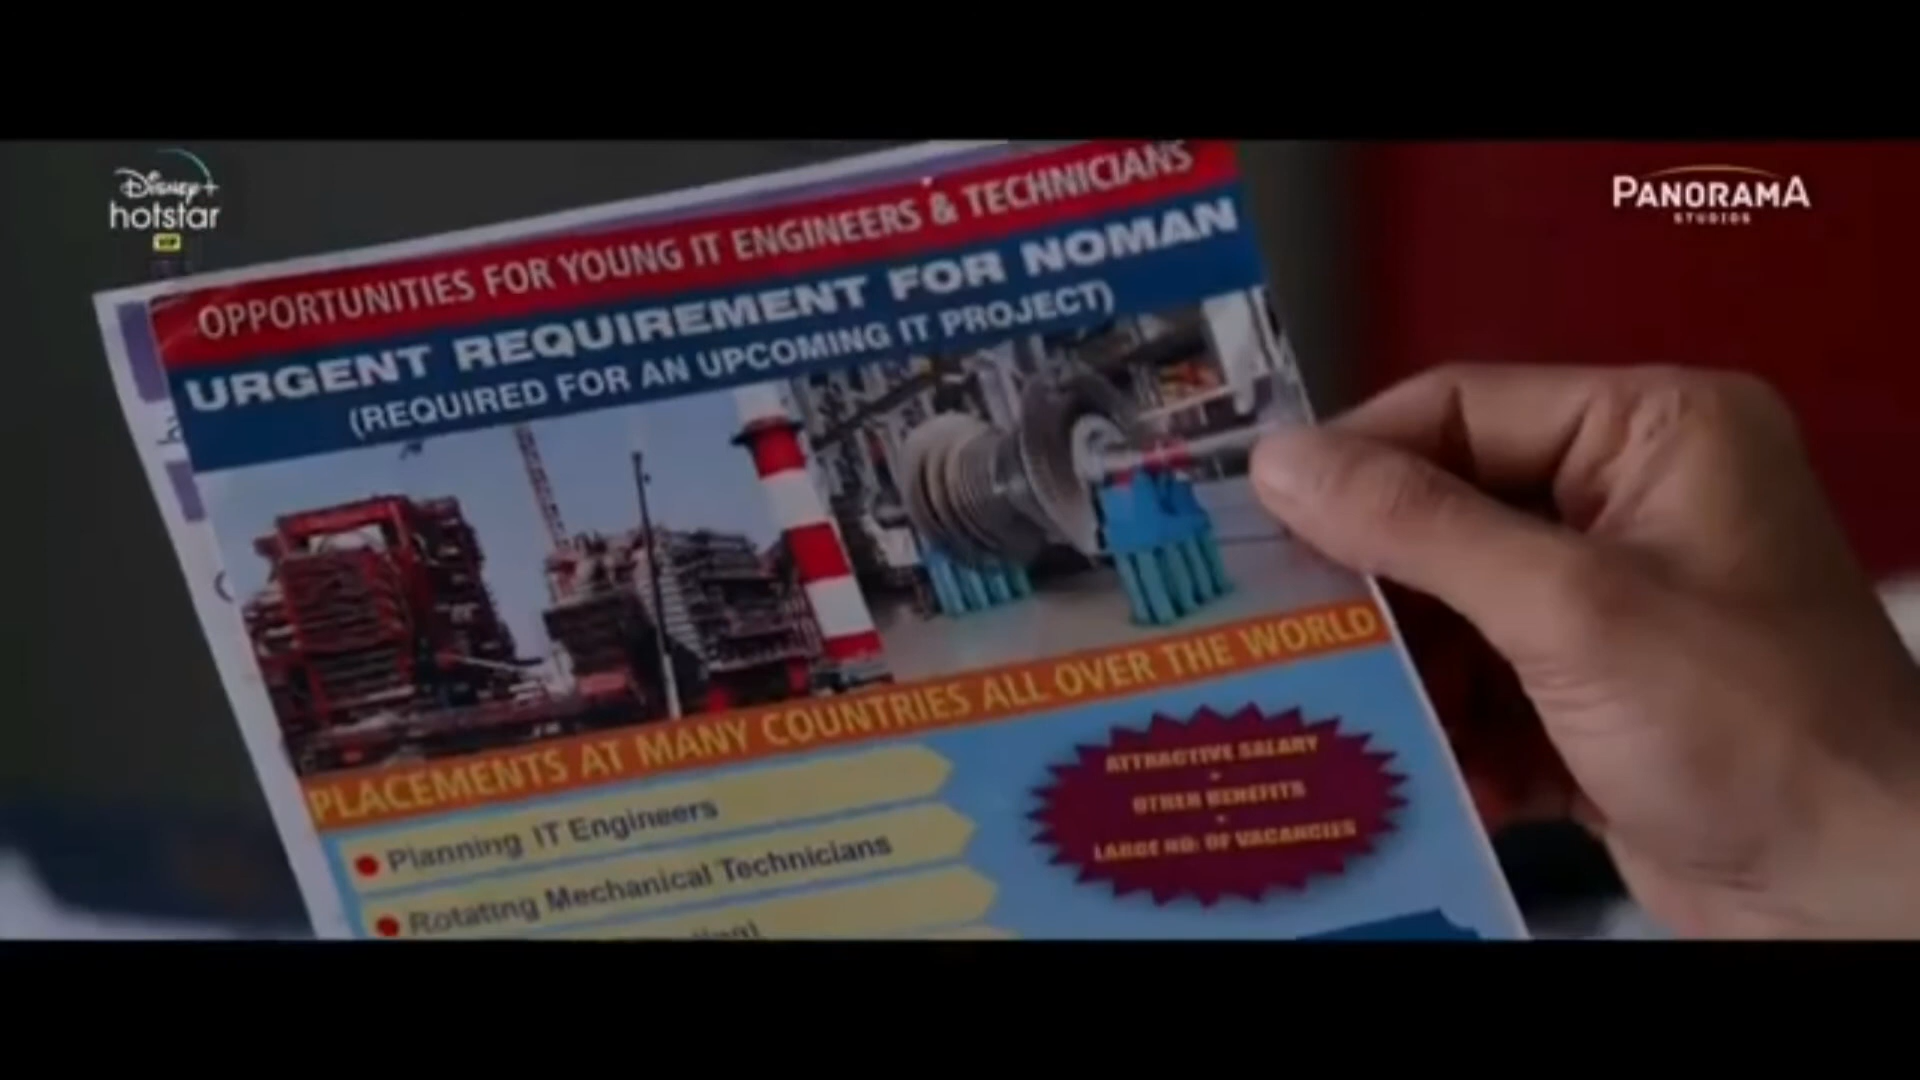 Disney+
hotstar
VIP
PANORAMA
STUDIOS
OPPORTUNITIES FOR YOUNG IT ENGINEERS & TECHNICIANS
URGENT REQUIREMENT FOR NOMAN
(REQUIRED FOR AN UPCOMING IT PROJECT)
PLACEMENTS AT MANY COUNTRIES ALL OVER THE WORLD
Planning IT Engineers
Rotating Mechanical Technicians
ATTRACTIVE SALARY
OTHER BENEFITS
LARGE NO: OF VACANCIES